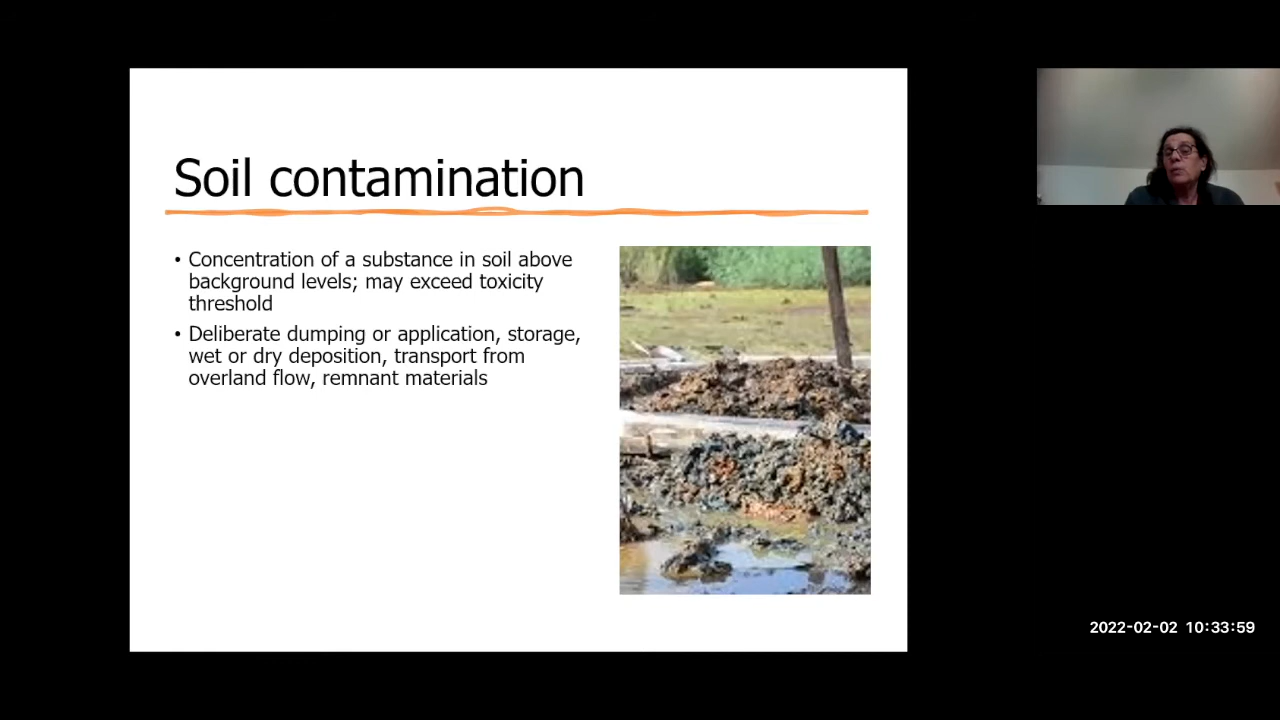 Soil contamination
• Concentration of a substance in soil above
background levels; may exceed toxicity
threshold
• Deliberate dumping or application, storage,
wet or dry deposition, transport from
overland flow, remnant materials
2022-02-02 10:33:59